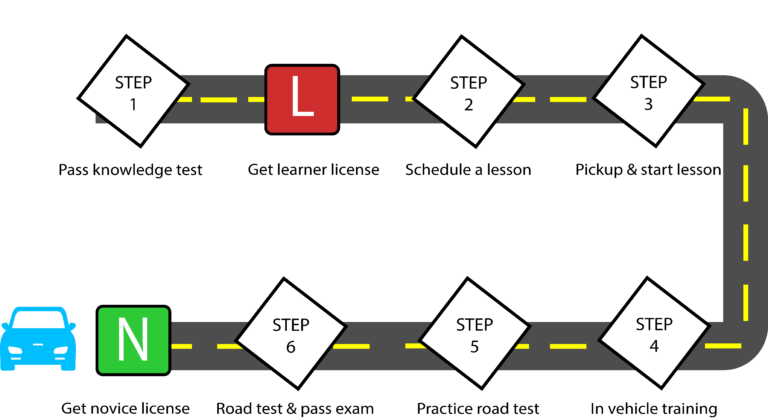 STEP
1
Pass knowledge test
L
Get learner license
STEP
2
Schedule a lesson
STEP
3
Pickup & start lesson
STEP
4
In vehicle training
STEP
5
Practice road test
STEP
6
Road test & pass exam
N
Get novice license